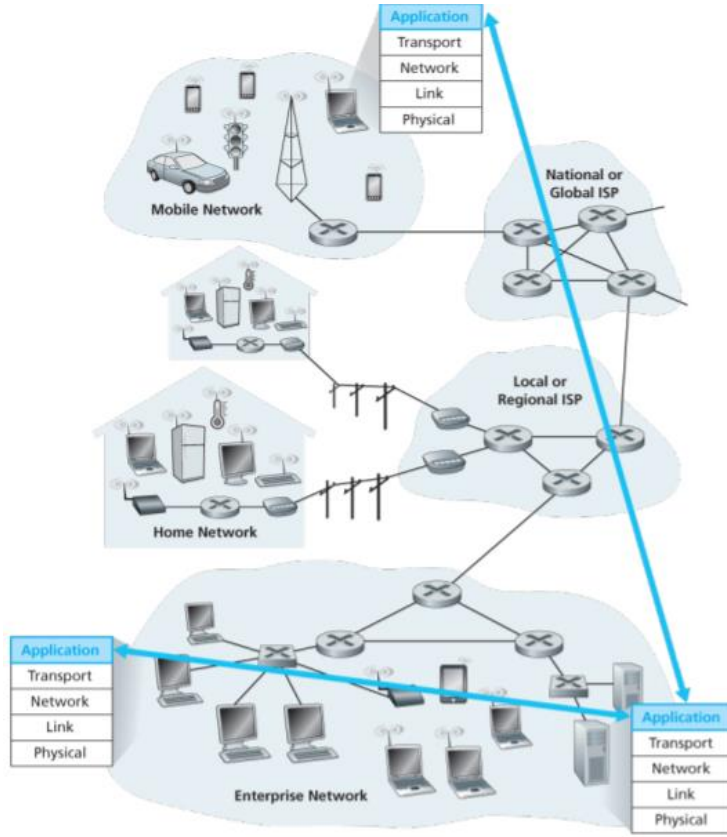 Application
Transport
Network
Link
Physical
Mobile Network
National or
Global ISP
Local or
Regional ISP
Home Network
Application
Transport
Network
Link
Physical
Enterprise Network
Application
Transport
Network
Link
Physical